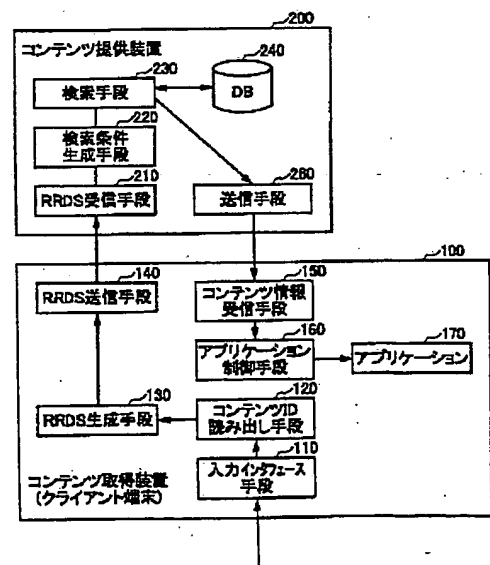 200
コンテンツ提供装置
230
検索手段
240
DB
220
検索条件
生成手段
210
RRDS受信手段
260
送信手段
100
140
RRDS送信手段
150
コンテンツ情報
受信手段
160
アプリケーション
制御手段
170
アプリケーション
130
RRDS生成手段
120
コンテンツID
読み出し手段
110
入力インタフェース
手段
コンテンツ取得装置
(クライアント端末)